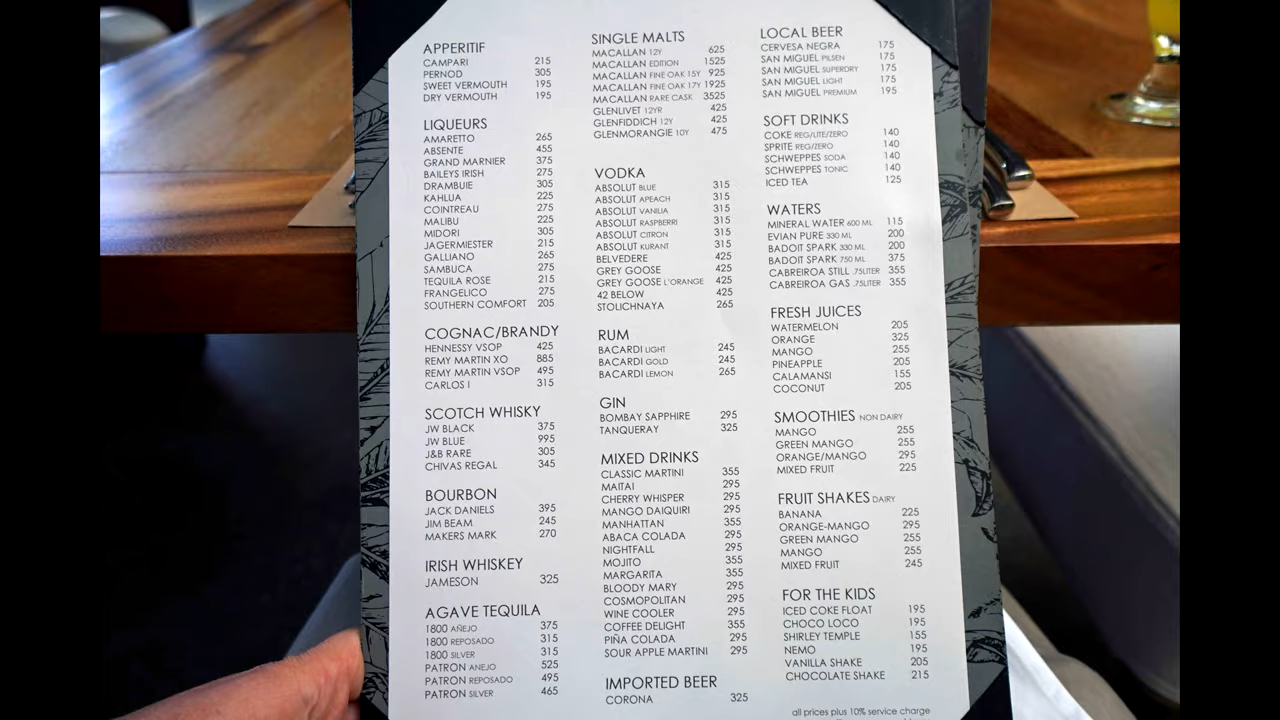 APPERITIF
CAMPARI 215
PERNOD 305
SWEET VERMOUTH 195
DRY VERMOUTH 195
LIQUEURS
AMARETTO 265
ABSENTE 455
GRAND MARNIER 375
BAILEYS IRISH 275
DRAMBUIE 305
KAHLUA 225
COINTREAU 275
MALIBU 225
MIDORI 305
JAGERMIESTER 215
GALLIANO 265
SAMBUCA 275
TEQUILA ROSE 215
FRANGELICO 275
SOUTHERN COMFORT 205
COGNAC/BRANDY
HENNESSY VSOP 425
REMY MARTIN XO 885
REMY MARTIN VSOP 495
CARLOS I 315
SCOTCH WHISKY
JW BLACK 375
JW BLUE 995
J&B RARE 305
CHIVAS REGAL 345
BOURBON
JACK DANIELS 395
JIM BEAM 245
MAKERS MARK 270
IRISH WHISKEY
JAMESON 325
AGAVE TEQUILA
1800 AÑEJO 375
1800 REPOSADO 315
1800 SILVER 315
PATRON ANEJO 525
PATRON REPOSADO 495
PATRON SILVER 465
SINGLE MALTS
MACALLAN 12Y 625
MACALLAN EDITION 1525
MACALLAN FINE OAK 15Y 925
MACALLAN FINE OAK 17Y 1925
MACALLAN RARE CASK 3525
GLENLIVET 12YR 425
GLENFIDDICH 12Y 425
GLENMORANGIE 10Y 475
VODKA
ABSOLUT BLUE 315
ABSOLUT APEACH 315
ABSOLUT VANILIA 315
ABSOLUT RASPBERRI 315
ABSOLUT CITRON 315
ABSOLUT KURANT 315
BELVEDERE 425
GREY GOOSE 425
GREY GOOSE L'ORANGE 425
42 BELOW 425
STOLICHNAYA 265
RUM
BACARDI LIGHT 245
BACARDI GOLD 245
BACARDI LEMON 265
GIN
BOMBAY SAPPHIRE 295
TANQUERAY 325
MIXED DRINKS
CLASSIC MARTINI 355
MAITAI 295
CHERRY WHISPER 295
MANGO DAIQUIRI 295
MANHATTAN 355
ABACA COLADA 295
NIGHTFALL 295
MOJITO 355
MARGARITA 355
BLOODY MARY 295
COSMOPOLITAN 295
WINE COOLER 295
COFFEE DELIGHT 355
PIÑA COLADA 295
SOUR APPLE MARTINI 295
IMPORTED BEER
CORONA 325
LOCAL BEER
CERVESA NEGRA 175
SAN MIGUEL PILSEN 175
SAN MIGUEL SUPERDRY 175
SAN MIGUEL LIGHT 175
SAN MIGUEL PREMIUM 195
SOFT DRINKS
COKE REG/LITE/ZERO 140
SPRITE REG/ZERO 140
SCHWEPPES SODA 140
SCHWEPPES TONIC 140
ICED TEA 125
WATERS
MINERAL WATER 600 ML 115
EVIAN PURE 330 ML 200
BADOIT SPARK 330 ML 200
BADOIT SPARK 750 ML 375
CABREIROA STILL .75LITER 355
CABREIROA GAS .75LITER 355
FRESH JUICES
WATERMELON 205
ORANGE 325
MANGO 255
PINEAPPLE 205
CALAMANSI 155
COCONUT 205
SMOOTHIES NON DAIRY
MANGO 255
GREEN MANGO 255
ORANGE/MANGO 295
MIXED FRUIT 225
FRUIT SHAKES DAIRY
BANANA 225
ORANGE-MANGO 295
GREEN MANGO 255
MANGO 255
MIXED FRUIT 245
FOR THE KIDS
ICED COKE FLOAT 195
CHOCO LOCO 195
SHIRLEY TEMPLE 155
NEMO 195
VANILLA SHAKE 205
CHOCOLATE SHAKE 215
all prices plus 10% service charge